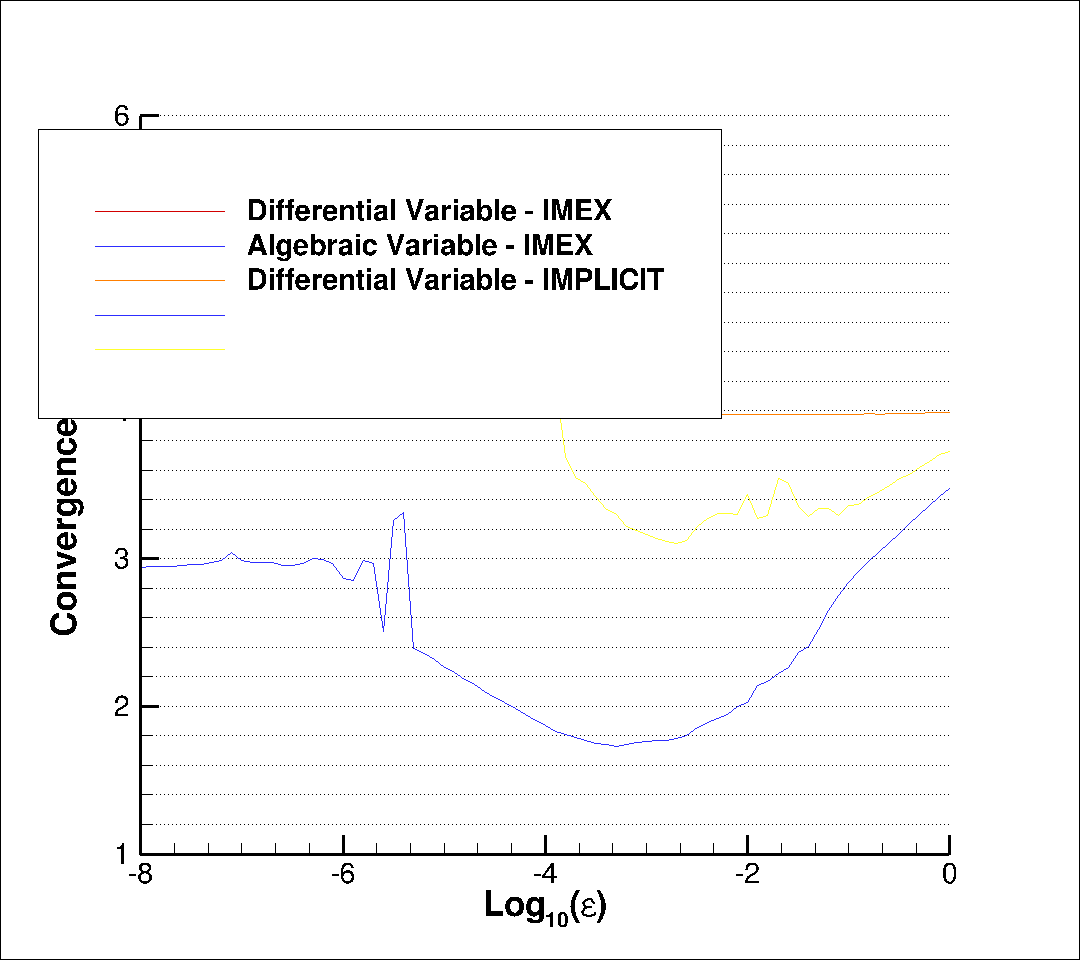 6
Differential Variable - IMEX
Algebraic Variable - IMEX
Differential Variable - IMPLICIT
Convergence
3
2
1
-8 -6 -4 -2 0
Log10(ε)